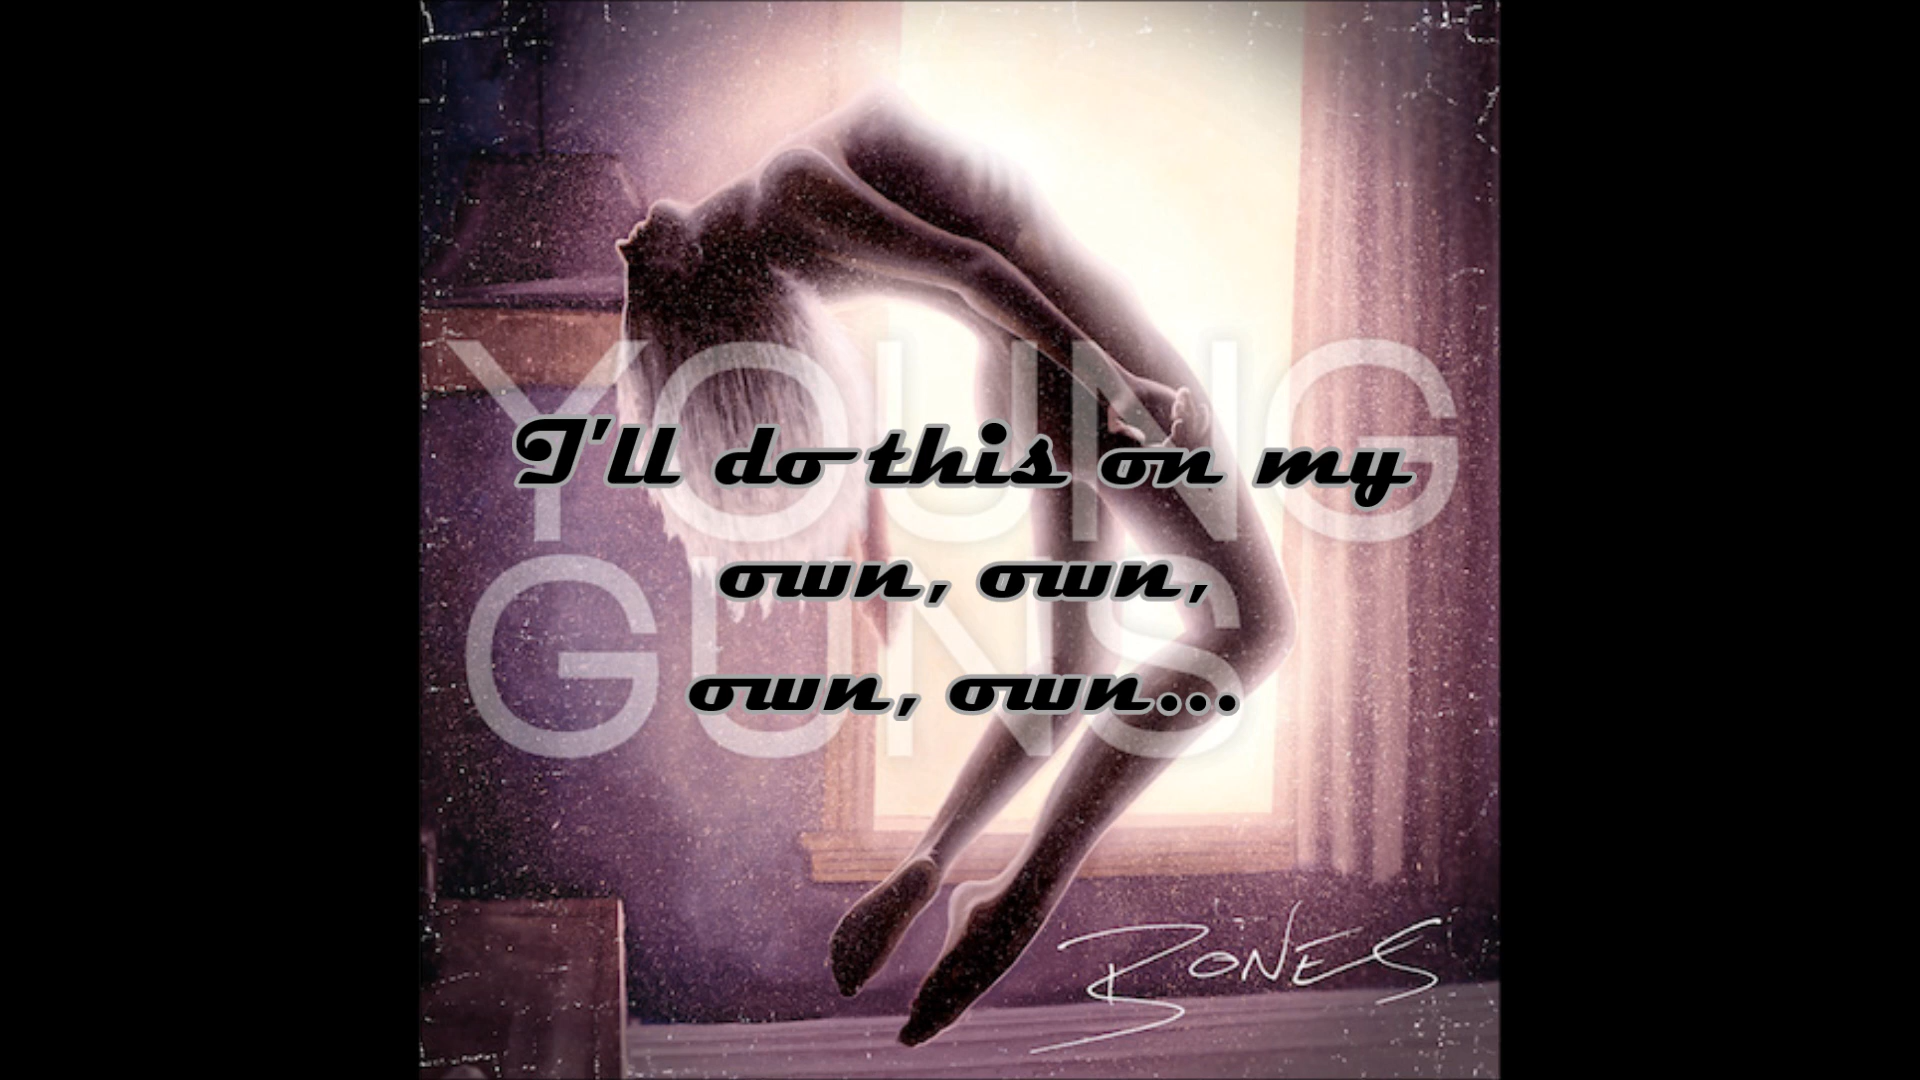 YOUNG
I'll do this on my
own, own,
GUNS
own, own...
BONES